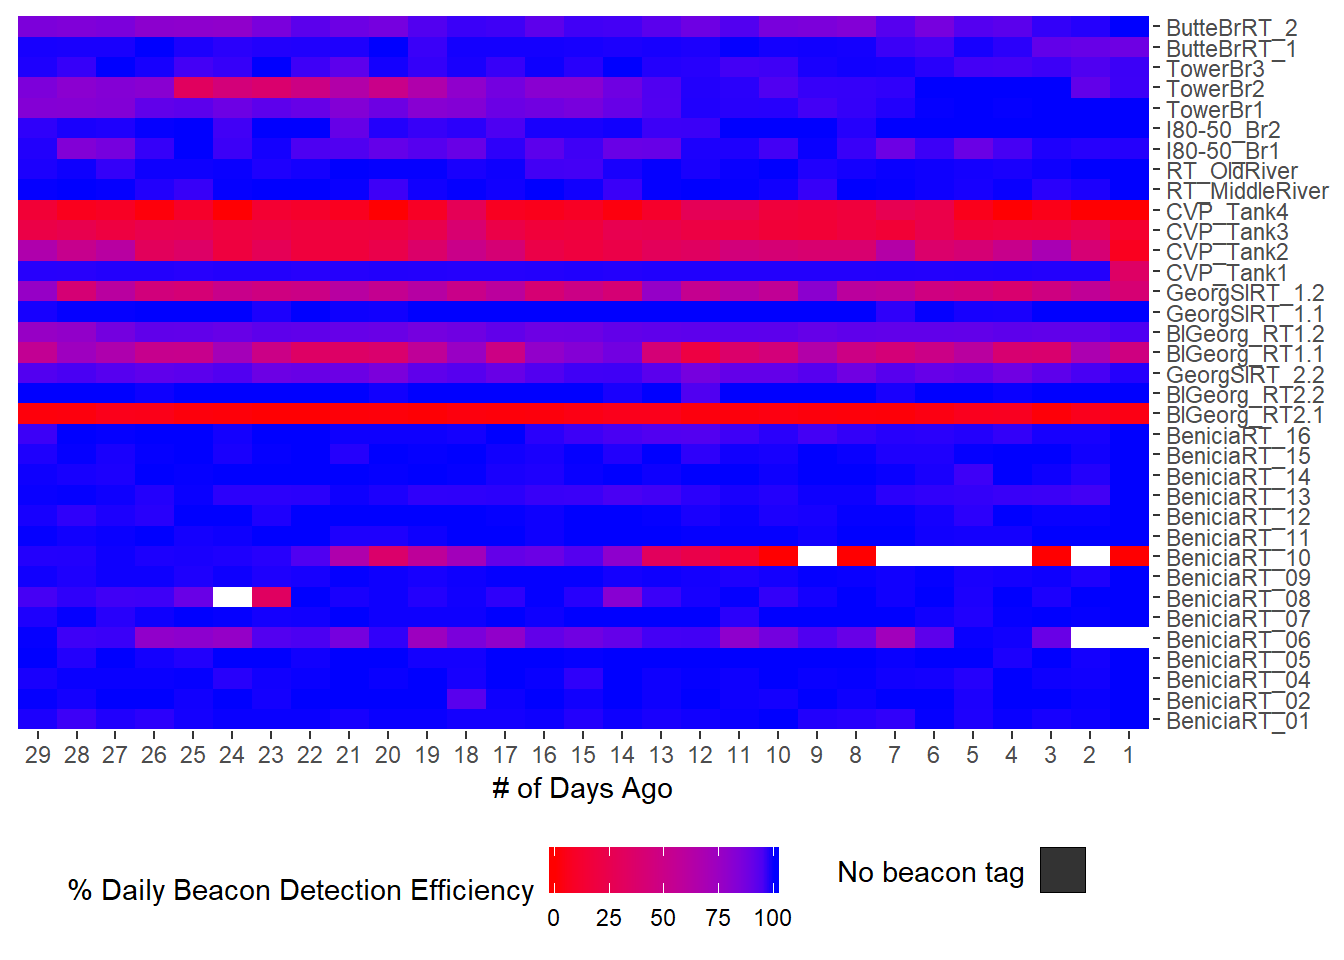 ButteBrRT_2
ButteBrRT_1
TowerBr3
TowerBr2
TowerBr1
I80-50_Br2
I80-50_Br1
RT_OldRiver
RT_MiddleRiver
CVP_Tank4
CVP_Tank3
CVP_Tank2
CVP_Tank1
GeorgSlRT_1.2
GeorgSlRT_1.1
BlGeorg_RT1.2
BlGeorg_RT1.1
GeorgSlRT_2.2
BlGeorg_RT2.2
BlGeorg_RT2.1
BeniciaRT_16
BeniciaRT_15
BeniciaRT_14
BeniciaRT_13
BeniciaRT_12
BeniciaRT_11
BeniciaRT_10
BeniciaRT_09
BeniciaRT_08
BeniciaRT_07
BeniciaRT_06
BeniciaRT_05
BeniciaRT_04
BeniciaRT_02
BeniciaRT_01
29 28 27 26 25 24 23 22 21 20 19 18 17 16 15 14 13 12 11 10 9 8 7 6 5 4 3 2 1
# of Days Ago
% Daily Beacon Detection Efficiency
0 25 50 75 100
No beacon tag